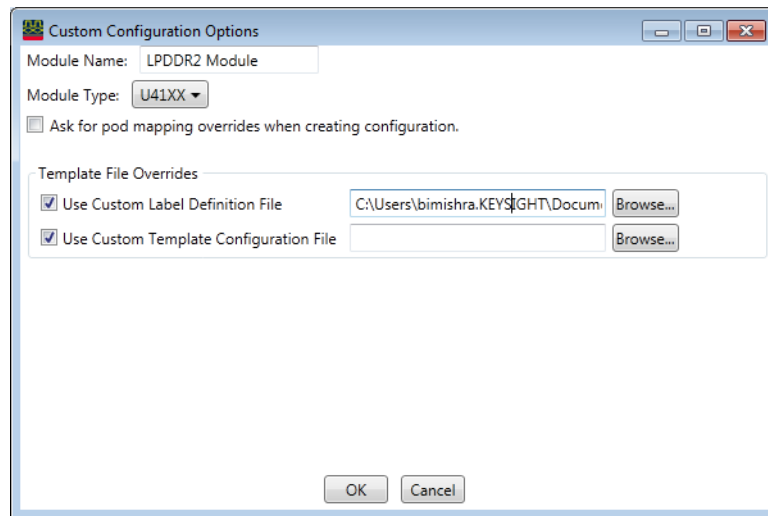 Custom Configuration Options
Module Name: LPDDR2 Module
Module Type: U41XX
Ask for pod mapping overrides when creating configuration.
Template File Overrides
Use Custom Label Definition File C:\Users\bimishra.KEYSIGHT\Docum Browse...
Use Custom Template Configuration File Browse...
OK Cancel